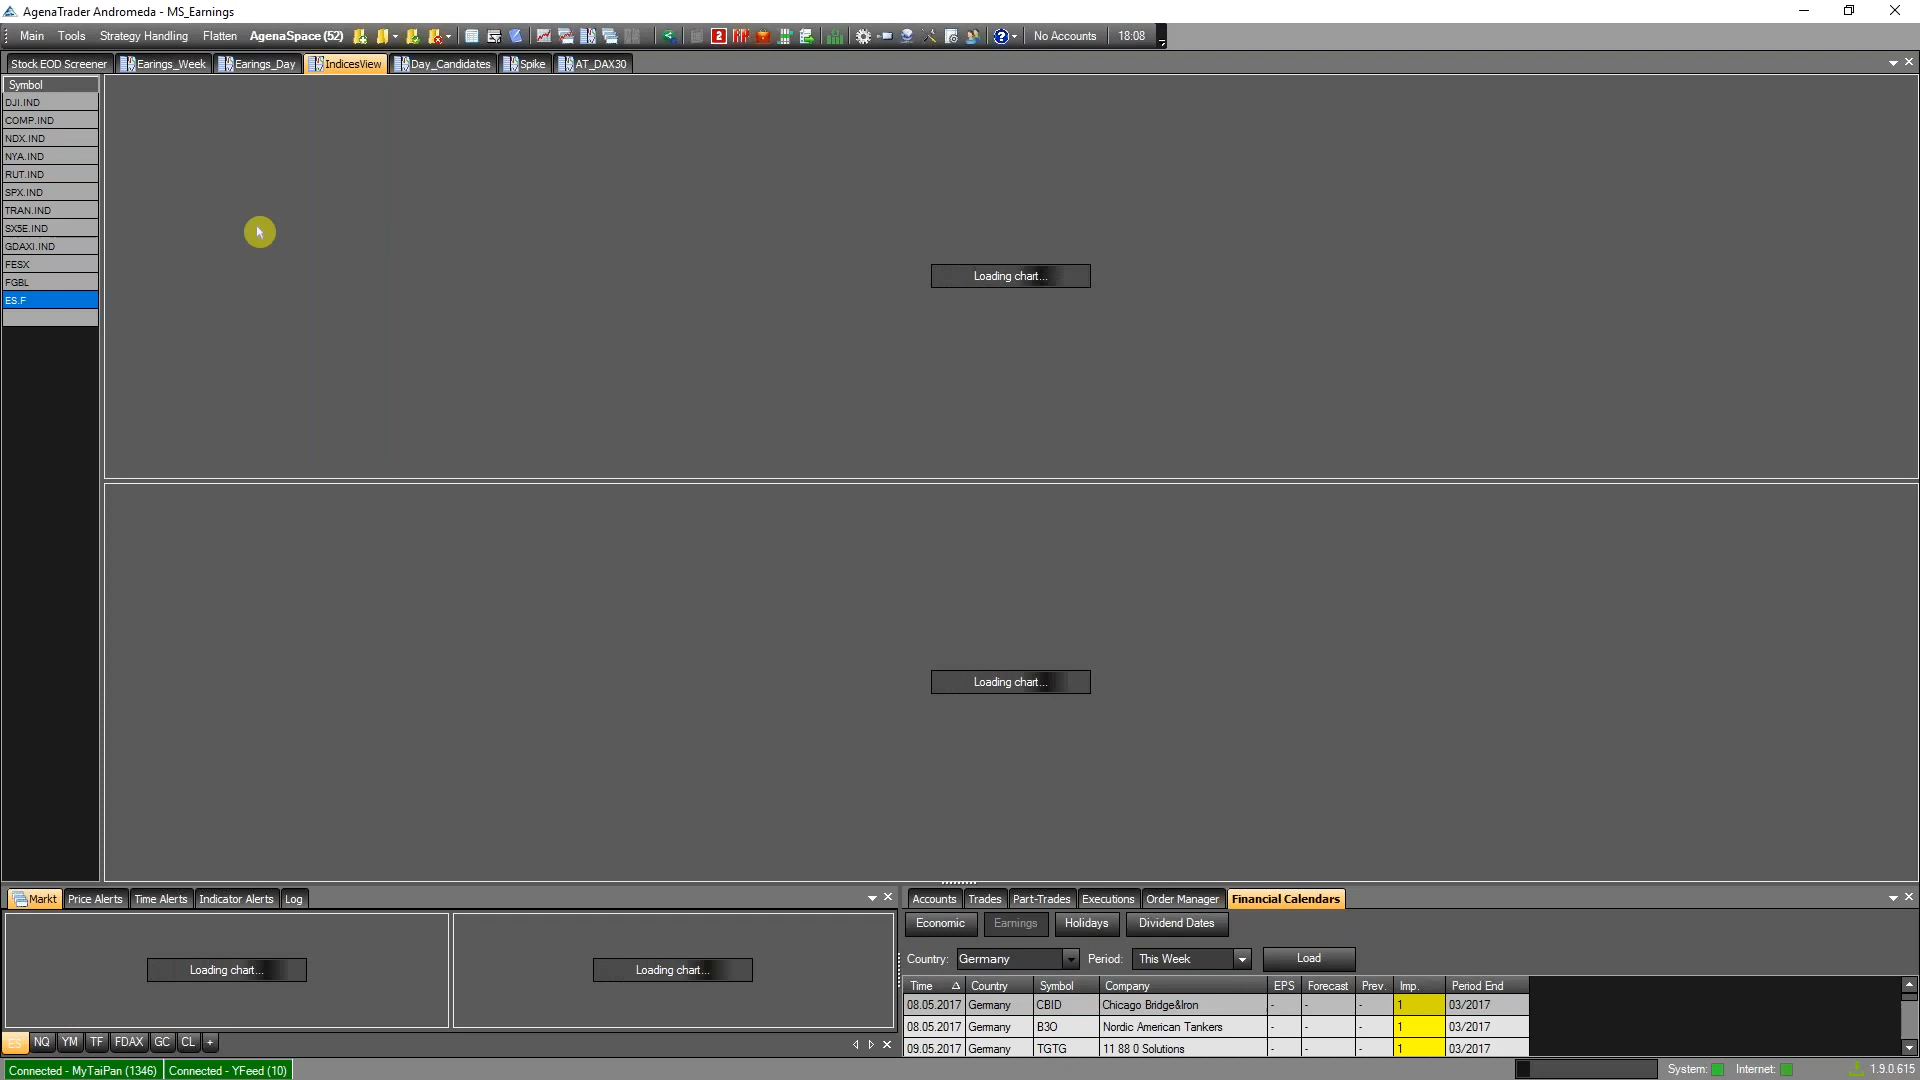 AgenaTrader Andromeda - MS_Earnings
Main Tools Strategy Handling Flatten AgenaSpace (52) 2 ? No Accounts 18:08
Stock EOD Screener Earings_Week Earings_Day IndicesView Day_Candidates Spike AT_DAX30
Symbol
DJI.IND
COMP.IND
NDX.IND
NYA.IND
RUT.IND
SPX.IND
TRAN.IND
SX5E.IND
GDAXI.IND
FESX
FGBL
ES.F
Loading chart...
Loading chart...
Markt Price Alerts Time Alerts Indicator Alerts Log
Loading chart... Loading chart...
ES NQ YM TF FDAX GC CL +
Accounts Trades Part-Trades Executions Order Manager Financial Calendars
Economic Earnings Holidays Dividend Dates
Country: Germany Period: This Week Load
Time Country Symbol Company EPS Forecast Prev. Imp. Period End
08.05.2017 Germany CBID Chicago Bridge&Iron - - - 1 03/2017
08.05.2017 Germany B3O Nordic American Tankers - - - 1 03/2017
09.05.2017 Germany TGTG 11 88 0 Solutions - - - 1 03/2017
Connected - MyTaiPan (1346) Connected - YFeed (10) System: Internet: 1.9.0.615